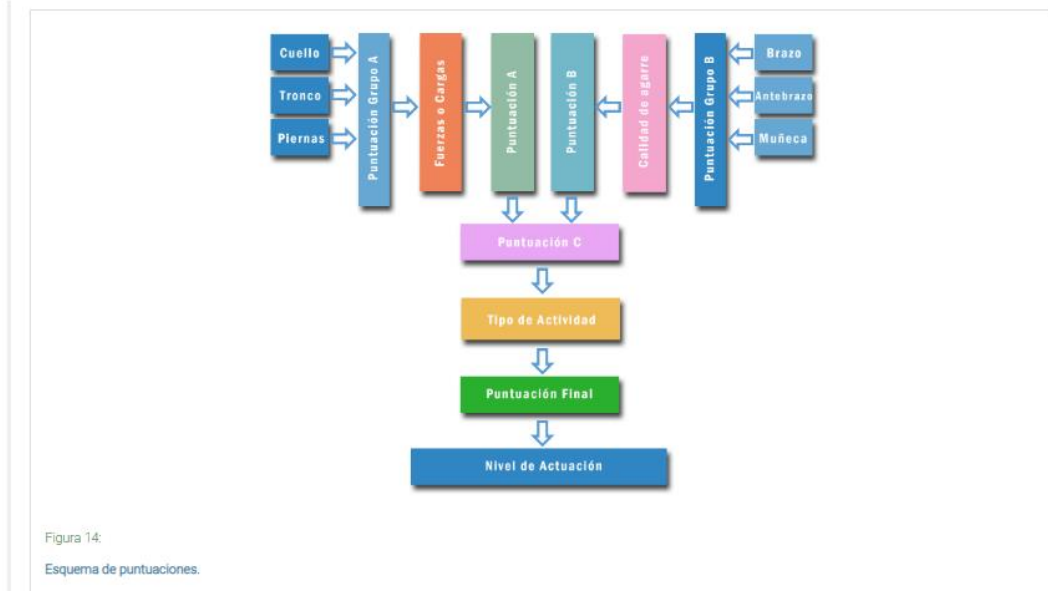 Cuello
Tronco
Piernas
Puntuación Grupo A
Fuerzas o Cargas
Puntuación A
Puntuación B
Calidad de agarre
Puntuación Grupo B
Brazo
Antebrazo
Muñeca
Puntuación C
Tipo de Actividad
Puntuación Final
Nivel de Actuación
Figura 14:
Esquema de puntuaciones.